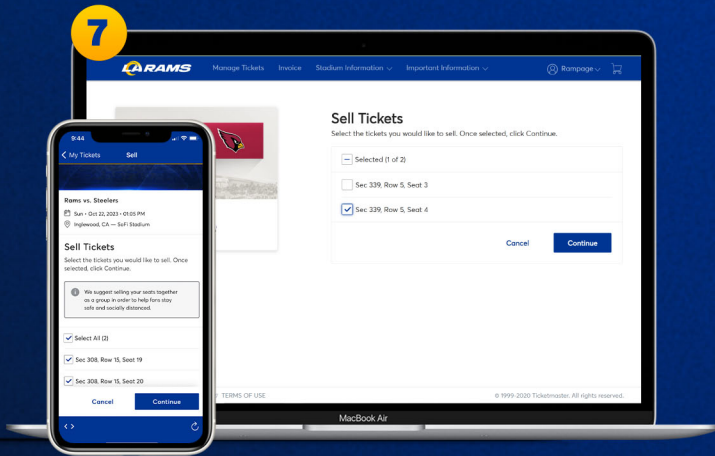 7
RAMS
Manage Tickets Invoice Stadium Information Important Information Rampage
Sell Tickets
Select the tickets you would like to sell. Once selected, click Continue.
Selected (1 of 2)
Sec 339, Row 5, Seat 3
Sec 339, Row 5, Seat 4
Cancel Continue
TERMS OF USE
© 1999-2020 Ticketmaster. All rights reserved.
MacBook Air
9:44
My Tickets Sell
Rams vs. Steelers
Sun • Oct 22, 2023 • 01:05 PM
Inglewood, CA — SoFi Stadium
Sell Tickets
Select the tickets you would like to sell. Once
selected, click Continue.
We suggest selling your seats together
as a group in order to help fans stay
safe and socially distanced.
Select All (2)
Sec 308, Row 15, Seat 19
Sec 308, Row 15, Seat 20
Cancel Continue